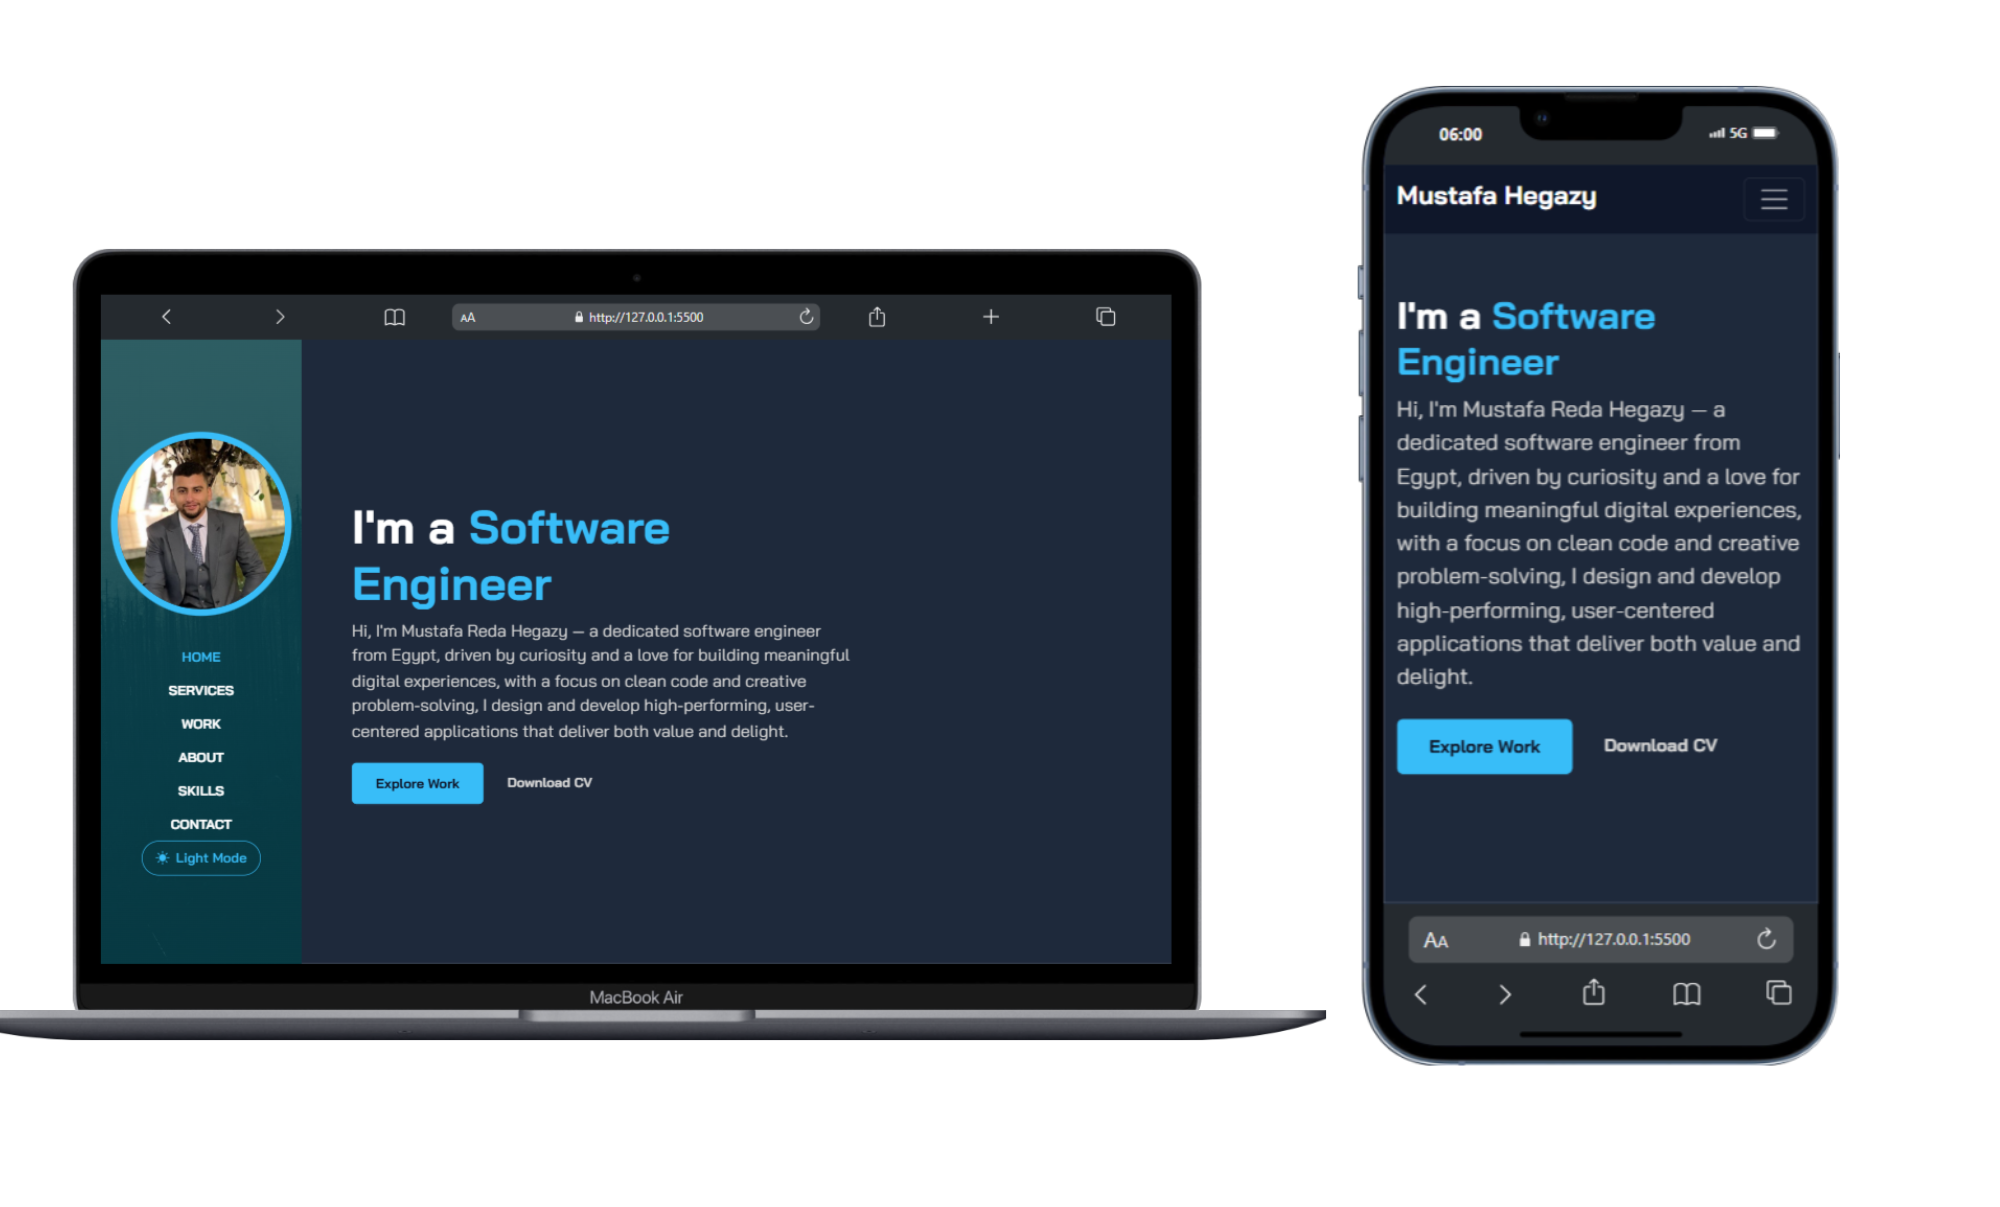 AA
http://127.0.0.1:5500
HOME
SERVICES
WORK
ABOUT
SKILLS
CONTACT
Light Mode
I'm a Software
Engineer
Hi, I'm Mustafa Reda Hegazy — a dedicated software engineer
from Egypt, driven by curiosity and a love for building meaningful
digital experiences, with a focus on clean code and creative
problem-solving, I design and develop high-performing, user-
centered applications that deliver both value and delight.
Explore Work
Download CV
MacBook Air
06:00
5G
Mustafa Hegazy
I'm a Software
Engineer
Hi, I'm Mustafa Reda Hegazy — a
dedicated software engineer from
Egypt, driven by curiosity and a love for
building meaningful digital experiences,
with a focus on clean code and creative
problem-solving, I design and develop
high-performing, user-centered
applications that deliver both value and
delight.
Explore Work
Download CV
AA
http://127.0.0.1:5500